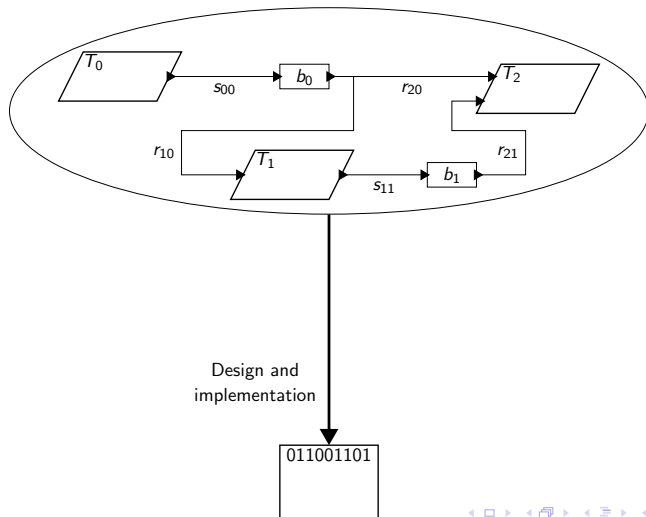 T0
s00
b0
r20
T2
r10
T1
s11
b1
r21
Design and
implementation
011001101